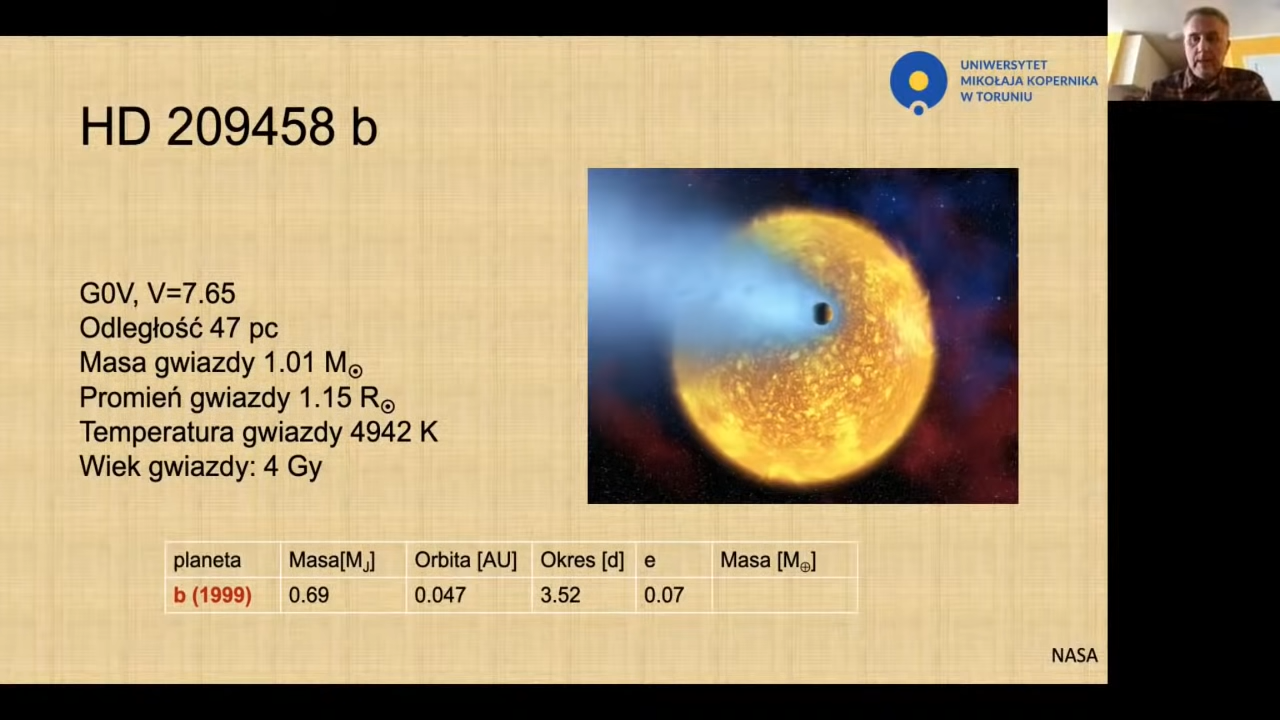 UNIWERSYTET
MIKOŁAJA KOPERNIKA
W TORUNIU
HD 209458 b
G0V, V=7.65
Odległość 47 pc
Masa gwiazdy 1.01 M☉
Promień gwiazdy 1.15 R☉
Temperatura gwiazdy 4942 K
Wiek gwiazdy: 4 Gy
planeta Masa[MJ] Orbita [AU] Okres [d] e Masa [M⊕]
b (1999) 0.69 0.047 3.52 0.07
NASA